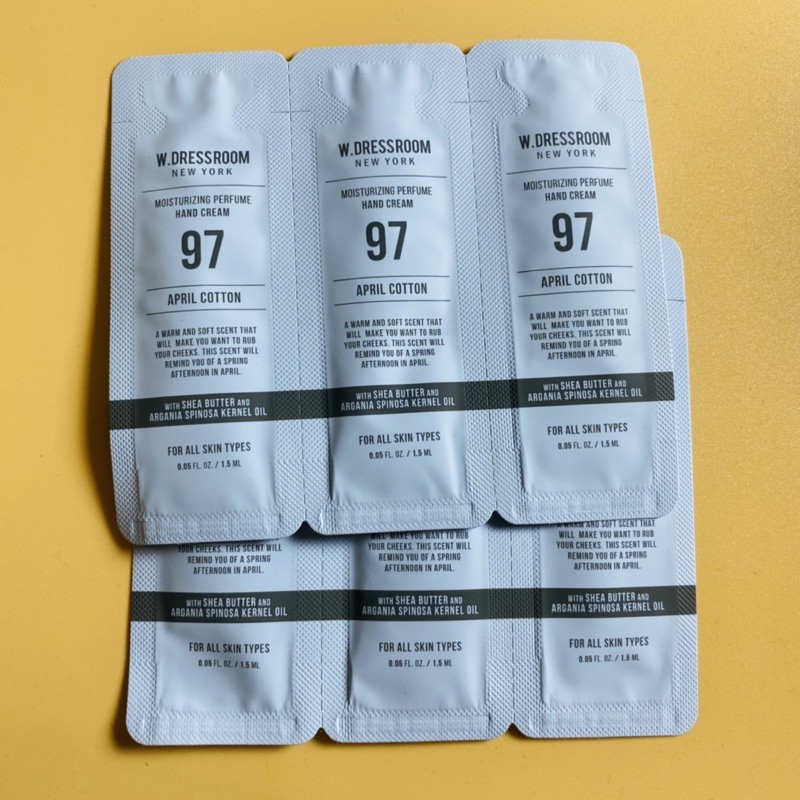 W.DRESSROOM
NEW YORK
MOISTURIZING PERFUME
HAND CREAM
97
APRIL COTTON
A WARM AND SOFT SCENT THAT
WILL MAKE YOU WANT TO RUB
YOUR CHEEKS. THIS SCENT WILL
REMIND YOU OF A SPRING
AFTERNOON IN APRIL.
WITH SHEA BUTTER AND
ARGANIA SPINOSA KERNEL OIL
FOR ALL SKIN TYPES
0.05 FL. OZ. / 1.5 ML
W.DRESSROOM
NEW YORK
MOISTURIZING PERFUME
HAND CREAM
97
APRIL COTTON
A WARM AND SOFT SCENT THAT
WILL MAKE YOU WANT TO RUB
YOUR CHEEKS. THIS SCENT WILL
REMIND YOU OF A SPRING
AFTERNOON IN APRIL.
WITH SHEA BUTTER AND
ARGANIA SPINOSA KERNEL OIL
FOR ALL SKIN TYPES
0.05 FL. OZ. / 1.5 ML
W.DRESSROOM
NEW YORK
MOISTURIZING PERFUME
HAND CREAM
97
APRIL COTTON
A WARM AND SOFT SCENT THAT
WILL MAKE YOU WANT TO RUB
YOUR CHEEKS. THIS SCENT WILL
REMIND YOU OF A SPRING
AFTERNOON IN APRIL.
WITH SHEA BUTTER AND
ARGANIA SPINOSA KERNEL OIL
FOR ALL SKIN TYPES
0.05 FL. OZ. / 1.5 ML
YOUR CHEEKS. THIS SCENT WILL
REMIND YOU OF A SPRING
AFTERNOON IN APRIL.
WITH SHEA BUTTER AND
ARGANIA SPINOSA KERNEL OIL
FOR ALL SKIN TYPES
0.05 FL. OZ. / 1.5 ML
WILL MAKE YOU WANT TO RUB
YOUR CHEEKS. THIS SCENT WILL
REMIND YOU OF A SPRING
AFTERNOON IN APRIL.
WITH SHEA BUTTER AND
ARGANIA SPINOSA KERNEL OIL
FOR ALL SKIN TYPES
0.05 FL. OZ. / 1.5 ML
A WARM AND SOFT SCENT THAT
WILL MAKE YOU WANT TO RUB
YOUR CHEEKS. THIS SCENT WILL
REMIND YOU OF A SPRING
AFTERNOON IN APRIL.
WITH SHEA BUTTER AND
ARGANIA SPINOSA KERNEL OIL
FOR ALL SKIN TYPES
0.05 FL. OZ. / 1.5 ML